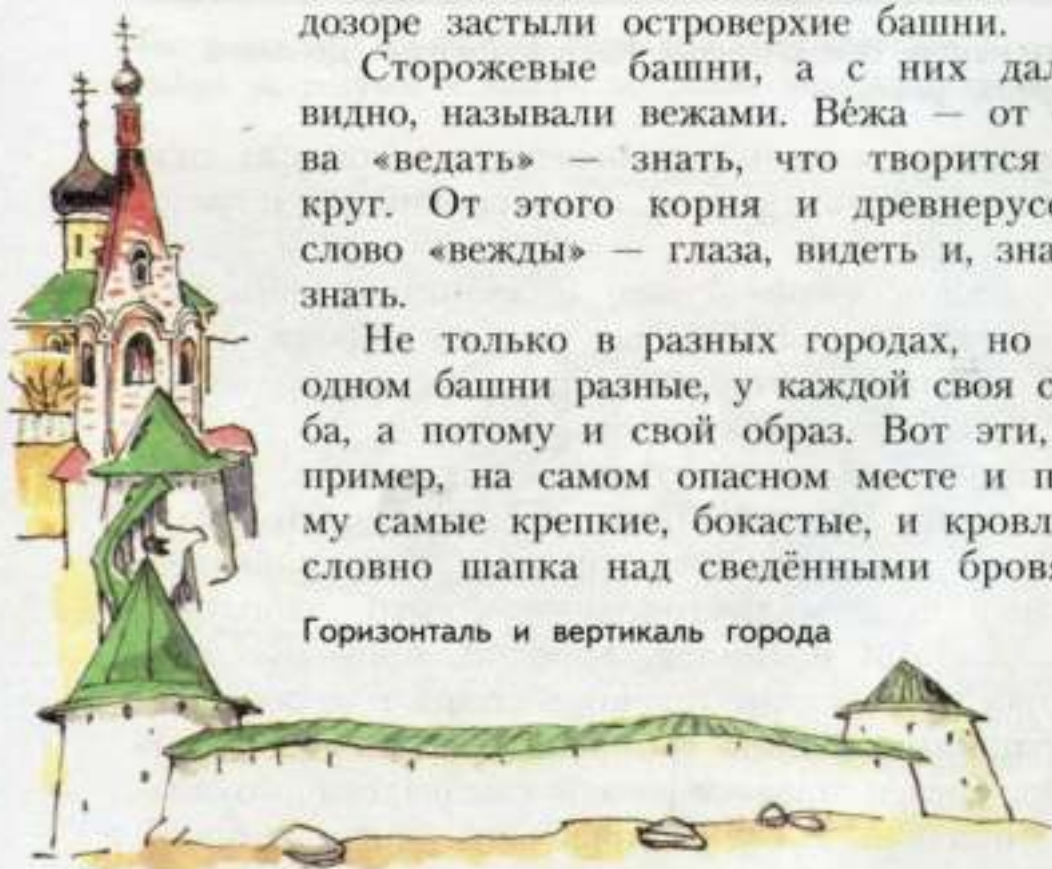 дозоре застыли островерхие башни.
Сторожевые башни, а с них дал
видно, называли вежами. Ве́жа — от
ва «ведать» — знать, что творится
круг. От этого корня и древнерусс
слово «вежды» — глаза, видеть и, зна
знать.
Не только в разных городах, но
одном башни разные, у каждой своя с
ба, а потому и свой образ. Вот эти,
пример, на самом опасном месте и п
му самые крепкие, бокастые, и кровл
словно шапка над сведёнными бровя
Горизонталь и вертикаль города